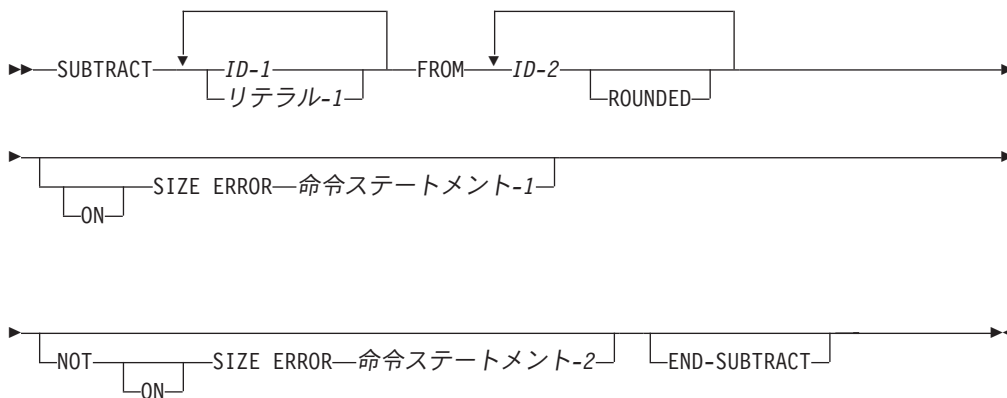 SUBTRACT ID-1 FROM ID-2
リテラル-1 ROUNDED
SIZE ERROR 命令ステートメント-1
ON
NOT SIZE ERROR 命令ステートメント-2 END-SUBTRACT
ON